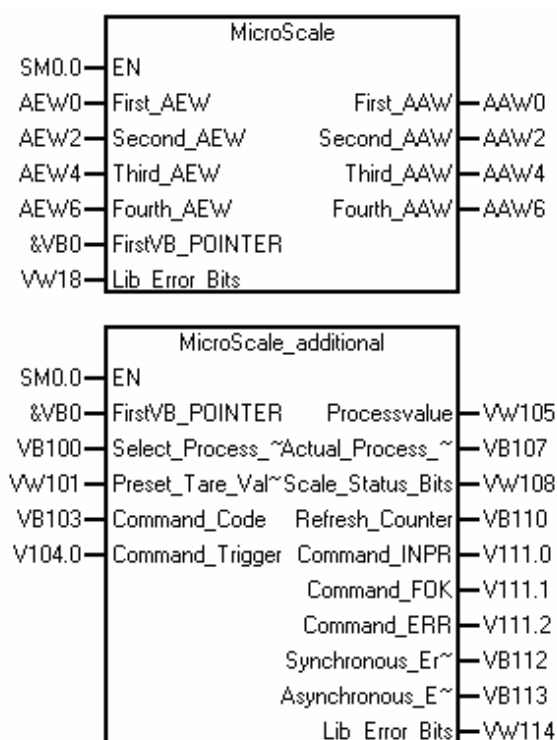 MicroScale
SM0.0 EN
AEW0 First_AEW First_AAW AAW0
AEW2 Second_AEW Second_AAW AAW2
AEW4 Third_AEW Third_AAW AAW4
AEW6 Fourth_AEW Fourth_AAW AAW6
&VB0 FirstVB_POINTER
VW18 Lib_Error_Bits
MicroScale_additional
SM0.0 EN
&VB0 FirstVB_POINTER Processvalue VW105
VB100 Select_Process_~ Actual_Process_~ VB107
VW101 Preset_Tare_Val~ Scale_Status_Bits VW108
VB103 Command_Code Refresh_Counter VB110
V104.0 Command_Trigger Command_INPR V111.0
Command_FOK V111.1
Command_ERR V111.2
Synchronous_Er~ VB112
Asynchronous_E~ VB113
Lib_Error_Bits VW114